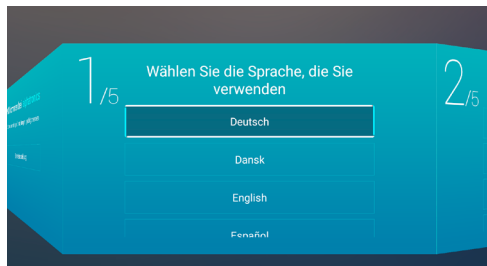 1/5
Wählen Sie die Sprache, die Sie
verwenden
Deutsch
Dansk
English
Español
2/5